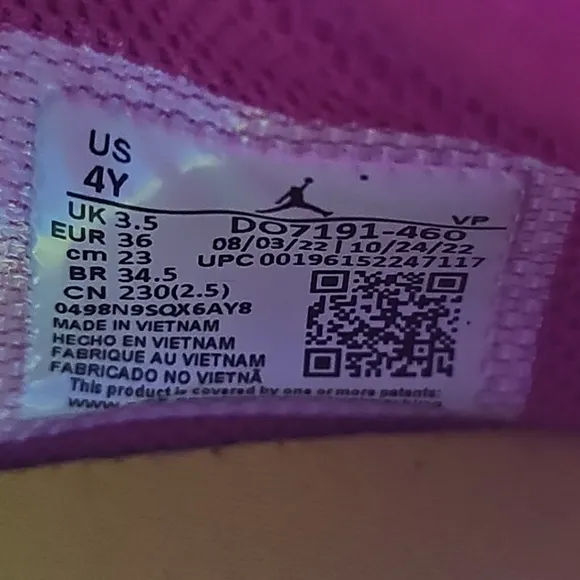 US
4Y
UK 3.5
EUR 36
cm 23
BR 34.5
CN 230(2.5)
VP
DO7191-460
08/03/22 | 10/24/22
UPC 00196152247117
0498N9SQX6AY8
MADE IN VIETNAM
HECHO EN VIETNAM
FABRIQUE AU VIETNAM
FABRICADO NO VIETNÃ
This product is covered by one or more patents: